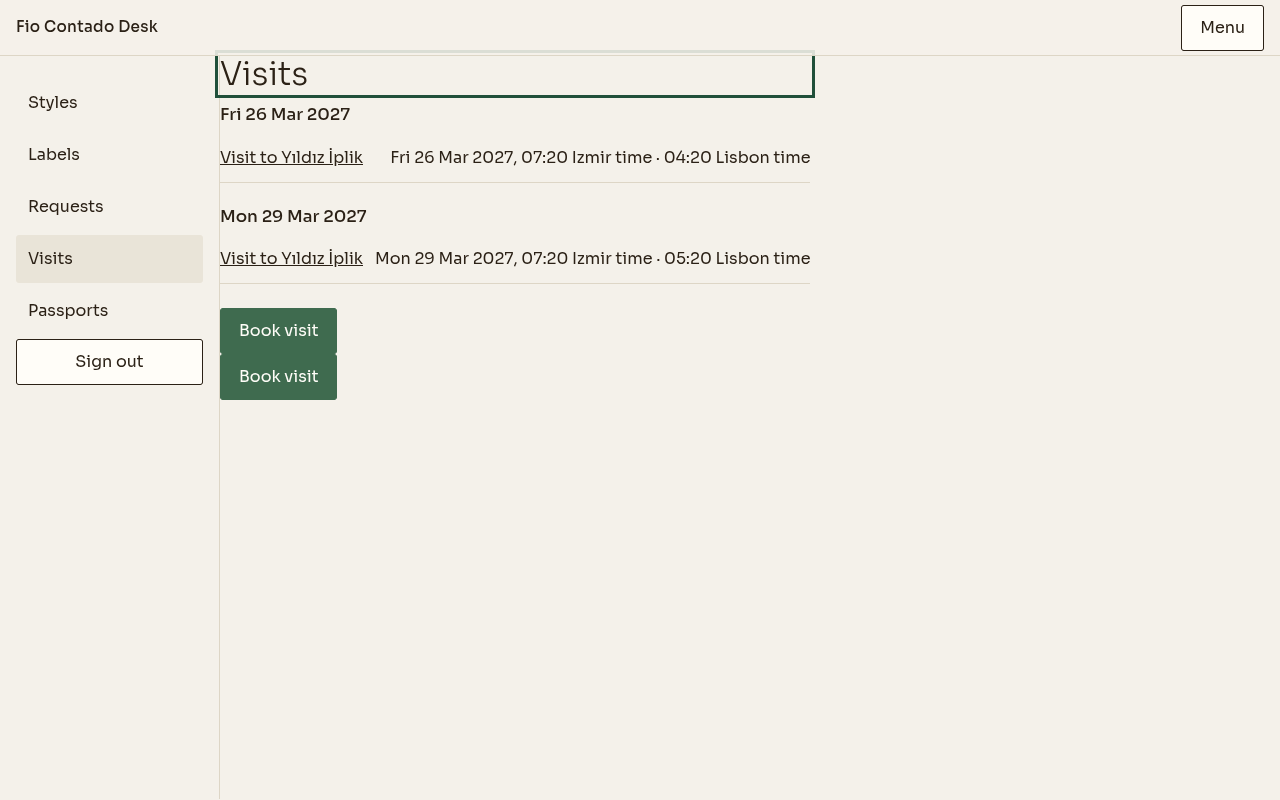 Fio Contado Desk
Menu
Styles
Labels
Requests
Visits
Passports
Sign out
Visits
Fri 26 Mar 2027
Visit to Yıldız İplik Fri 26 Mar 2027, 07:20 Izmir time · 04:20 Lisbon time
Mon 29 Mar 2027
Visit to Yıldız İplik Mon 29 Mar 2027, 07:20 Izmir time · 05:20 Lisbon time
Book visit
Book visit